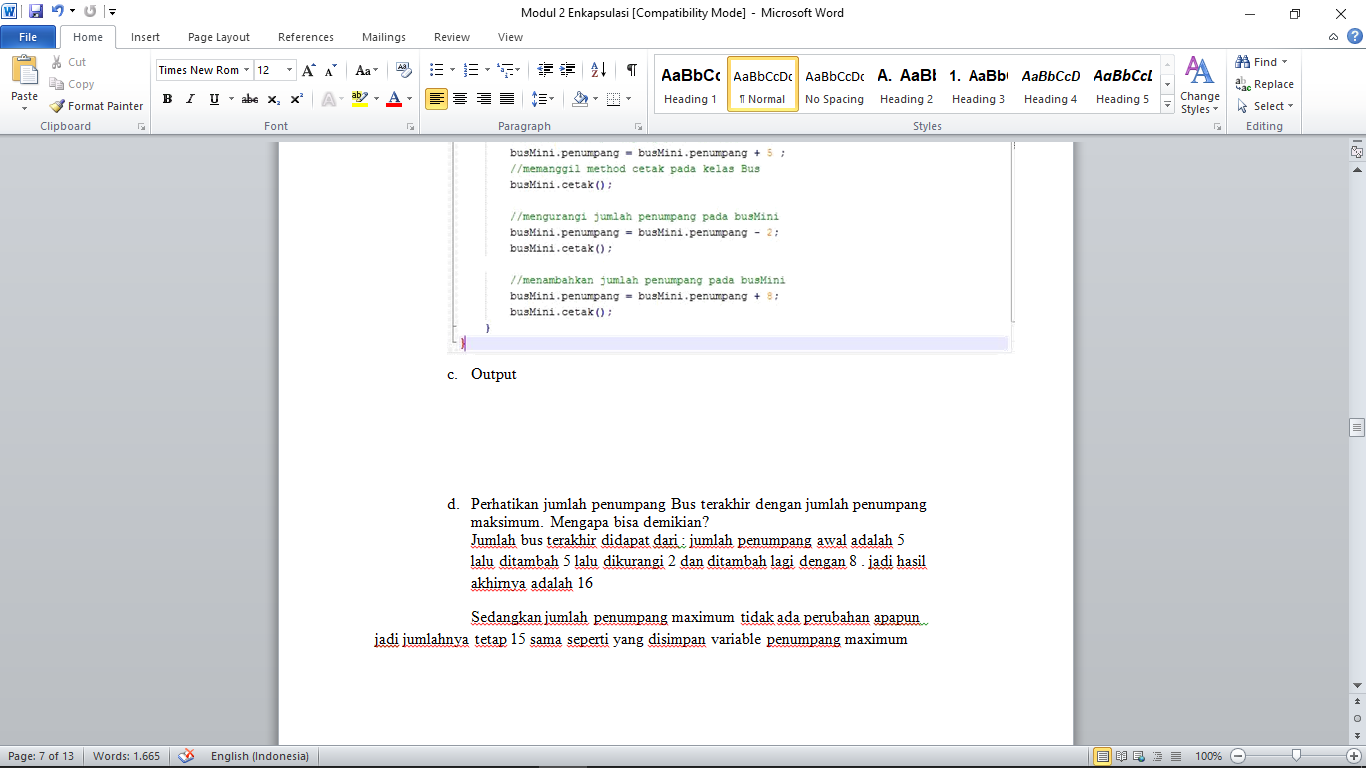 Modul 2 Enkapsulasi [Compatibility Mode] - Microsoft Word
File Home Insert Page Layout References Mailings Review View
Paste
Cut
Copy
Format Painter
Clipboard
Times New Rom 12
Font
Paragraph
AaBbCc AaBbCcDc AaBbCcDc A. AaBb 1. AaBb AaBbCcD AaBbCcL
Heading 1 ¶ Normal No Spacing Heading 2 Heading 3 Heading 4 Heading 5
Change Styles
Styles
Find
Replace
Select
Editing
busMini.penumpang = busMini.penumpang + 5 ;
//memanggil method cetak pada kelas Bus
busMini.cetak();
//mengurangi jumlah penumpang pada busMini
busMini.penumpang = busMini.penumpang - 2;
busMini.cetak();
//menambahkan jumlah penumpang pada busMini
busMini.penumpang = busMini.penumpang + 8;
busMini.cetak();
}
}
c. Output
d. Perhatikan jumlah penumpang Bus terakhir dengan jumlah penumpang
maksimum. Mengapa bisa demikian?
Jumlah bus terakhir didapat dari : jumlah penumpang awal adalah 5
lalu ditambah 5 lalu dikurangi 2 dan ditambah lagi dengan 8 . jadi hasil
akhirnya adalah 16
Sedangkan jumlah penumpang maximum tidak ada perubahan apapun
jadi jumlahnya tetap 15 sama seperti yang disimpan variable penumpang maximum
Page: 7 of 13 Words: 1.665 English (Indonesia) 100%